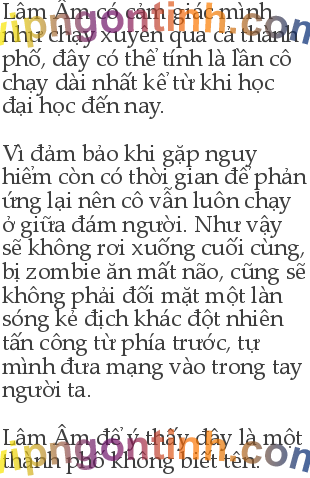 Lâm Âm có cảm giác mình
như chạy xuyên qua cả thành
phố, đây có thể tính là lần cô
chạy dài nhất kể từ khi học
đại học đến nay.
Vì đảm bảo khi gặp nguy
hiểm còn có thời gian để phản
ứng lại nên cô vẫn luôn chạy
ở giữa đám người. Như vậy
sẽ không roi xuống cuối cùng,
bị zombie ăn mất não, cũng sẽ
không phải đối mặt một làn
sóng kẻ địch khác đột nhiên
tấn công từ phía trước, tự
mình đưa mạng vào trong tay
người ta.
Lâm Âm để ý thấy đây là một
thành phố không biết tên.
vipngontinh.com
vipngontinh.com